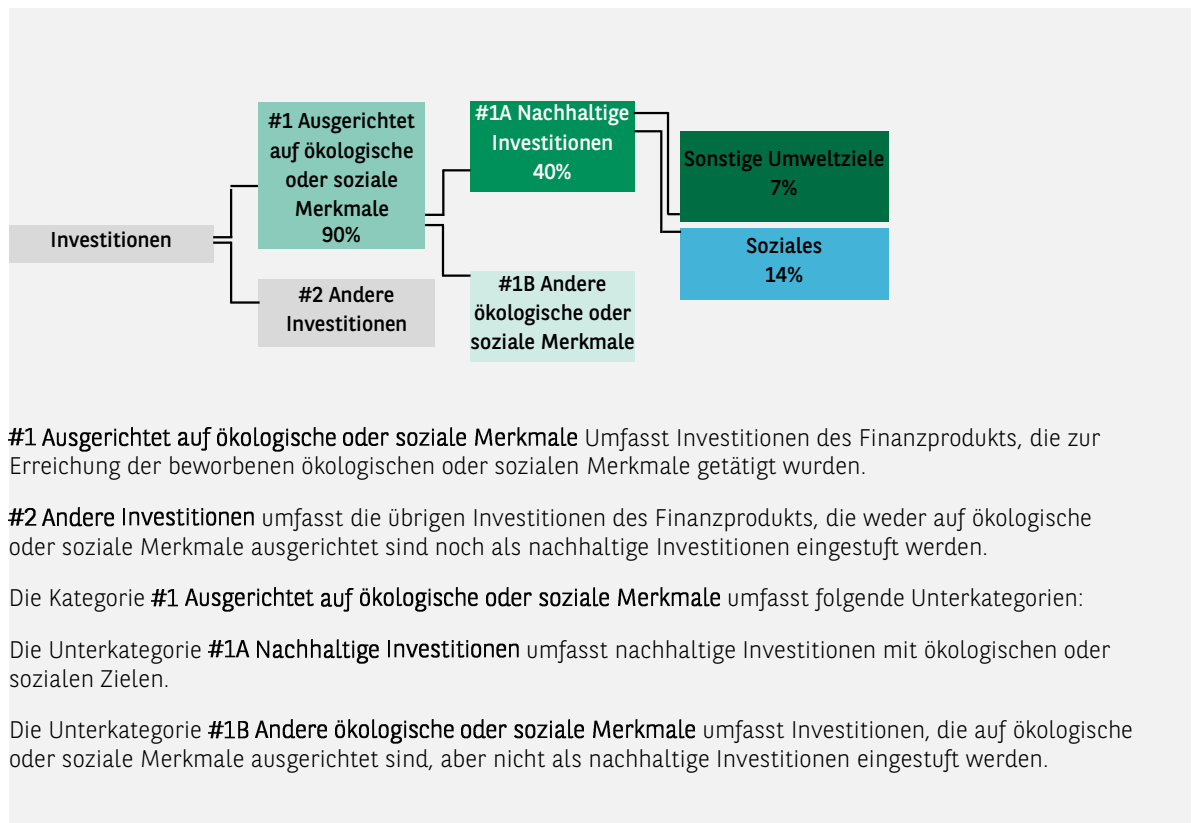 #1 Ausgerichtet
auf ökologische
oder soziale
Merkmale
90%
#1A Nachhaltige
Investitionen
40%
Sonstige Umweltziele
7%
Investitionen
Soziales
14%
#2 Andere
Investitionen
#1B Andere
ökologische oder
soziale Merkmale
#1 Ausgerichtet auf ökologische oder soziale Merkmale Umfasst Investitionen des Finanzprodukts, die zur
Erreichung der beworbenen ökologischen oder sozialen Merkmale getätigt wurden.
#2 Andere Investitionen umfasst die übrigen Investitionen des Finanzprodukts, die weder auf ökologische
oder soziale Merkmale ausgerichtet sind noch als nachhaltige Investitionen eingestuft werden.
Die Kategorie #1 Ausgerichtet auf ökologische oder soziale Merkmale umfasst folgende Unterkategorien:
Die Unterkategorie #1A Nachhaltige Investitionen umfasst nachhaltige Investitionen mit ökologischen oder
sozialen Zielen.
Die Unterkategorie #1B Andere ökologische oder soziale Merkmale umfasst Investitionen, die auf ökologische
oder soziale Merkmale ausgerichtet sind, aber nicht als nachhaltige Investitionen eingestuft werden.